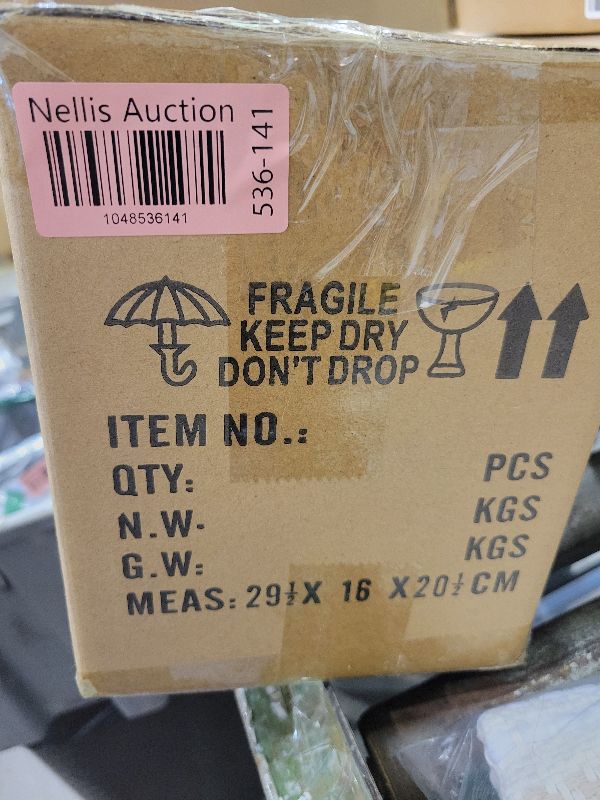 Nellis Auction
1048536141
536-141
FRAGILE
KEEP DRY
DON'T DROP
ITEM NO.:
QTY: PCS
N.W- KGS
G.W: KGS
MEAS: 29½X 16 X20½CM